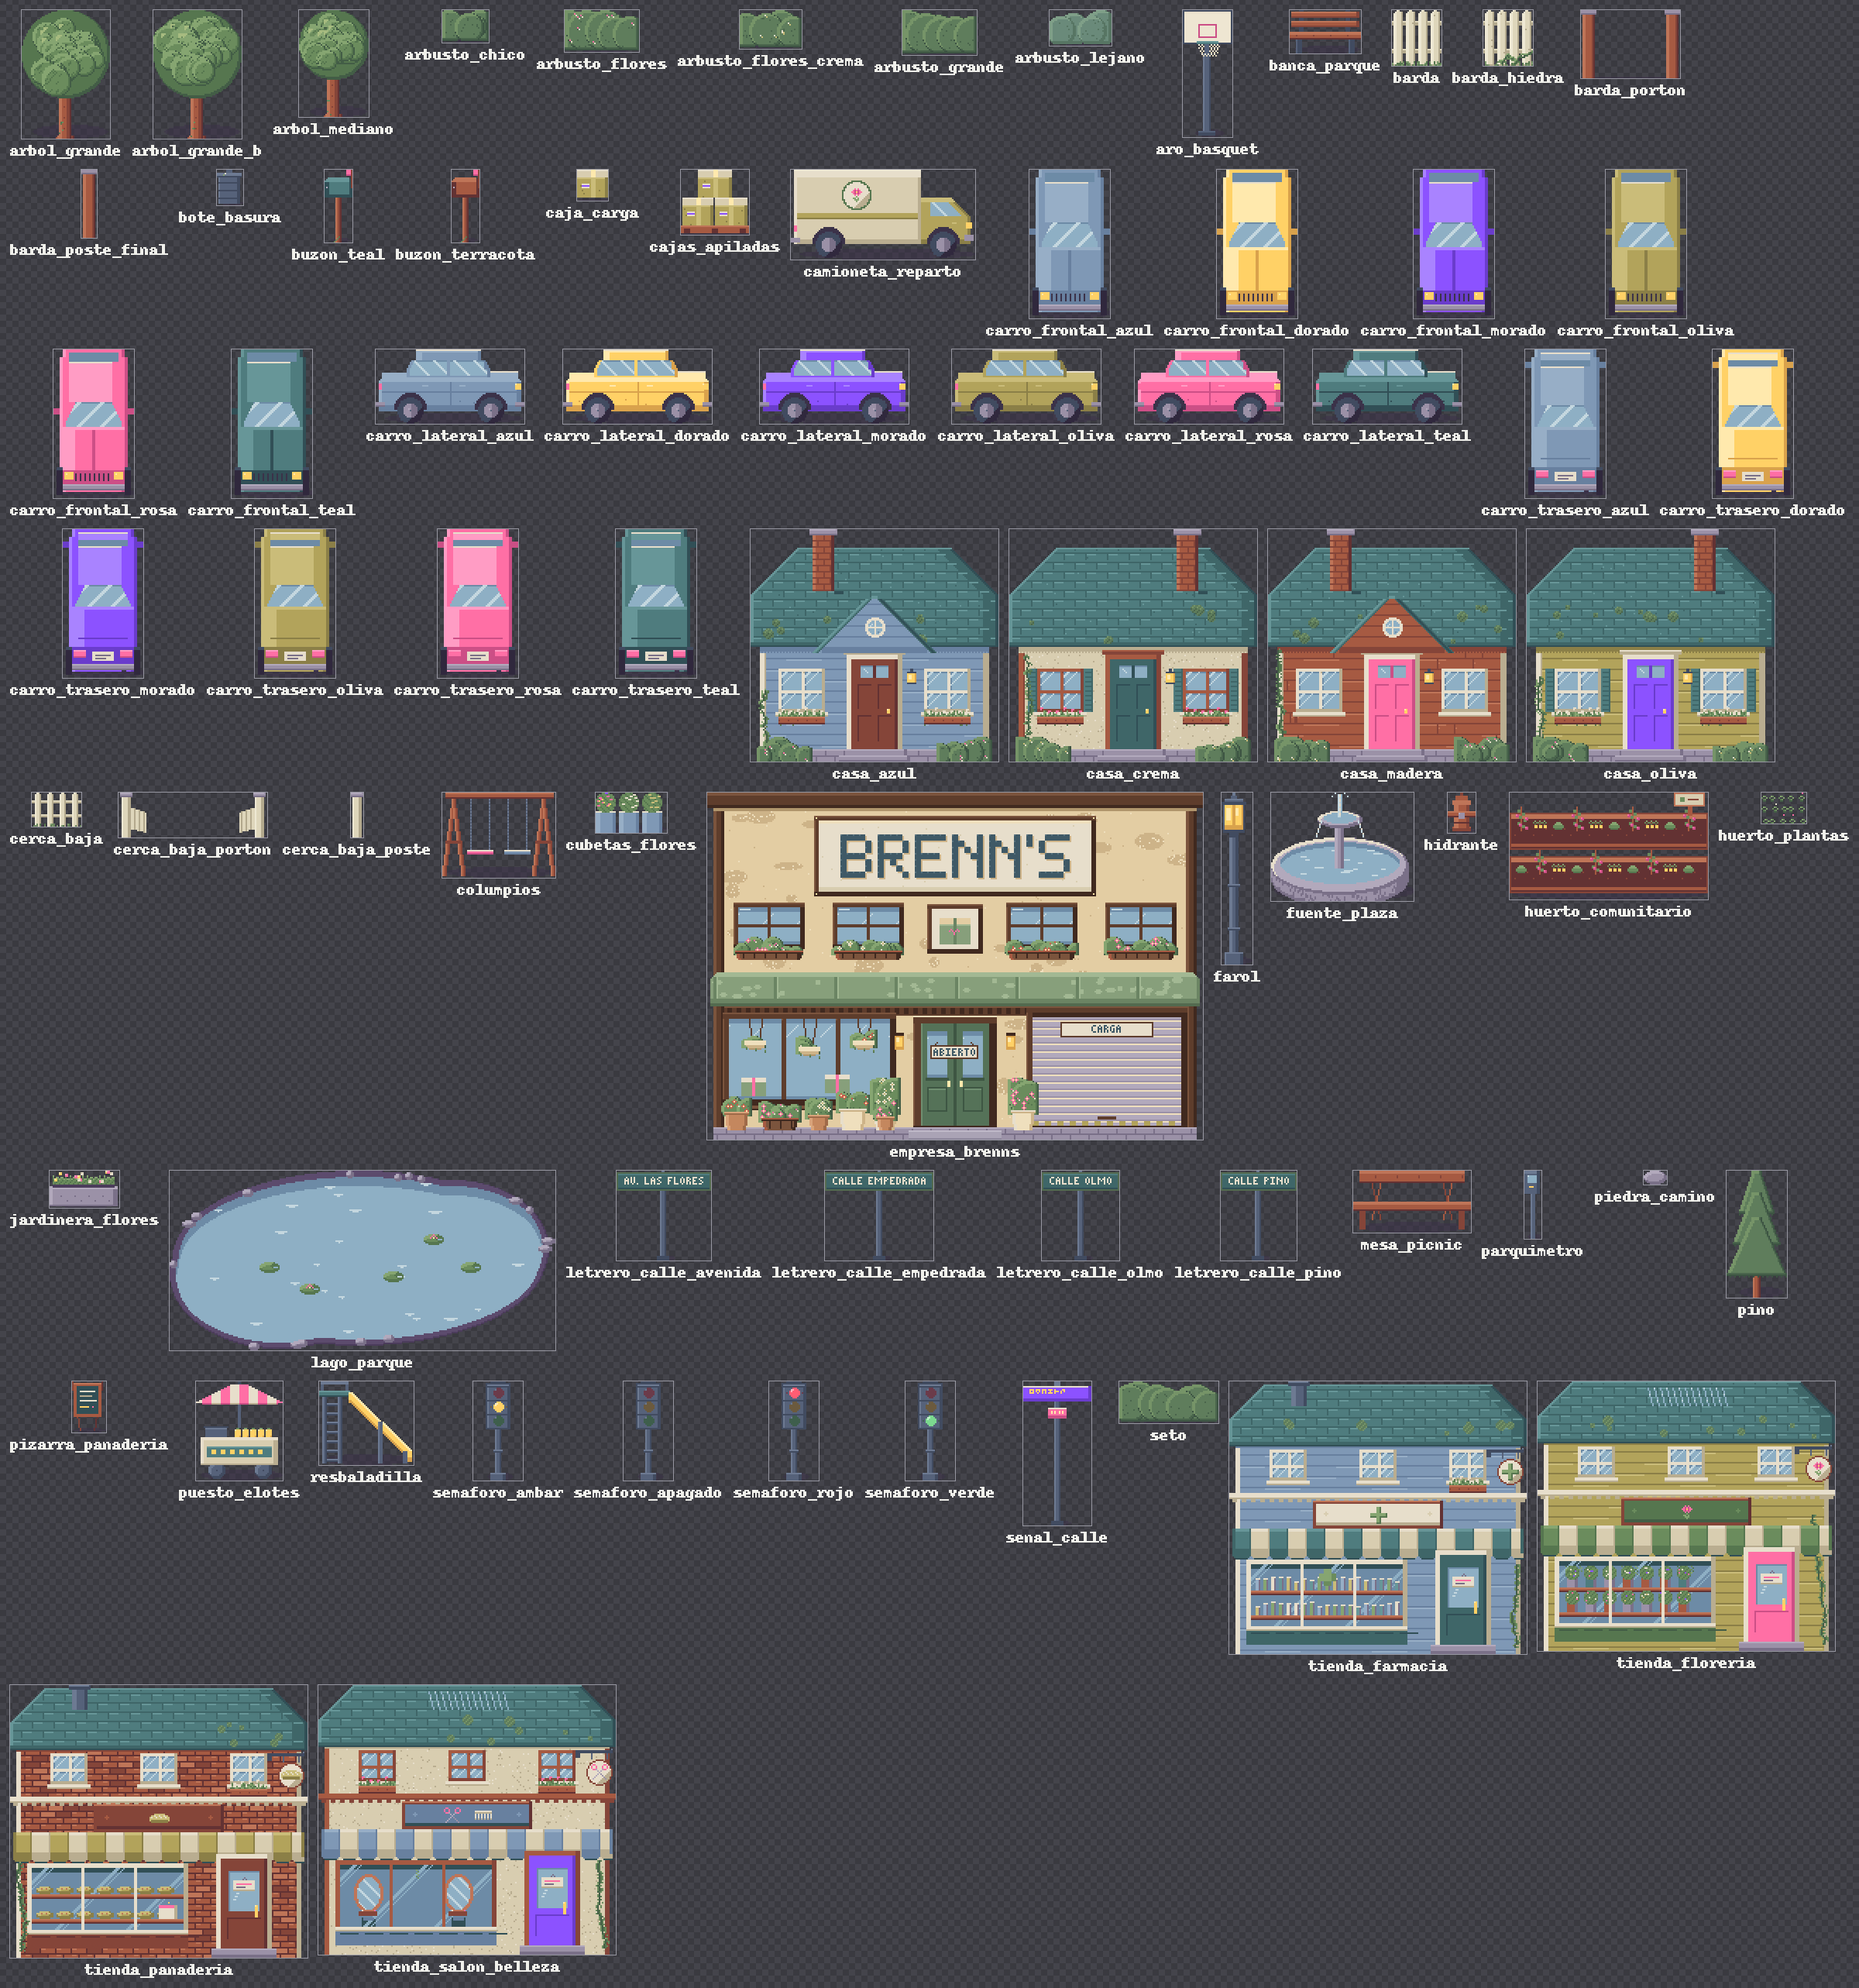 arbol_grande
arbol_grande_b
arbol_mediano
arbusto_chico
arbusto_flores
arbusto_flores_crema
arbusto_grande
arbusto_lejano
aro_basquet
banca_parque
barda
barda_hiedra
barda_porton
barda_poste_final
bote_basura
buzon_teal
buzon_terracota
caja_carga
cajas_apiladas
camioneta_reparto
carro_frontal_azul
carro_frontal_dorado
carro_frontal_morado
carro_frontal_oliva
carro_frontal_rosa
carro_frontal_teal
carro_lateral_azul
carro_lateral_dorado
carro_lateral_morado
carro_lateral_oliva
carro_lateral_rosa
carro_lateral_teal
carro_trasero_azul
carro_trasero_dorado
carro_trasero_morado
carro_trasero_oliva
carro_trasero_rosa
carro_trasero_teal
casa_azul
casa_crema
casa_madera
casa_oliva
cerca_baja
cerca_baja_porton
cerca_baja_poste
columpios
cubetas_flores
BRENN'S
CARGA
ABIERTO
empresa_brenns
farol
fuente_plaza
hidrante
huerto_comunitario
huerto_plantas
jardinera_flores
lago_parque
AV. LAS FLORES
letrero_calle_avenida
CALLE EMPEDRADA
letrero_calle_empedrada
CALLE OLMO
letrero_calle_olmo
CALLE PINO
letrero_calle_pino
mesa_picnic
parquimetro
piedra_camino
pino
pizarra_panaderia
puesto_elotes
resbaladilla
semaforo_ambar
semaforo_apagado
semaforo_rojo
semaforo_verde
senal_calle
seto
tienda_farmacia
tienda_floreria
tienda_panaderia
tienda_salon_belleza